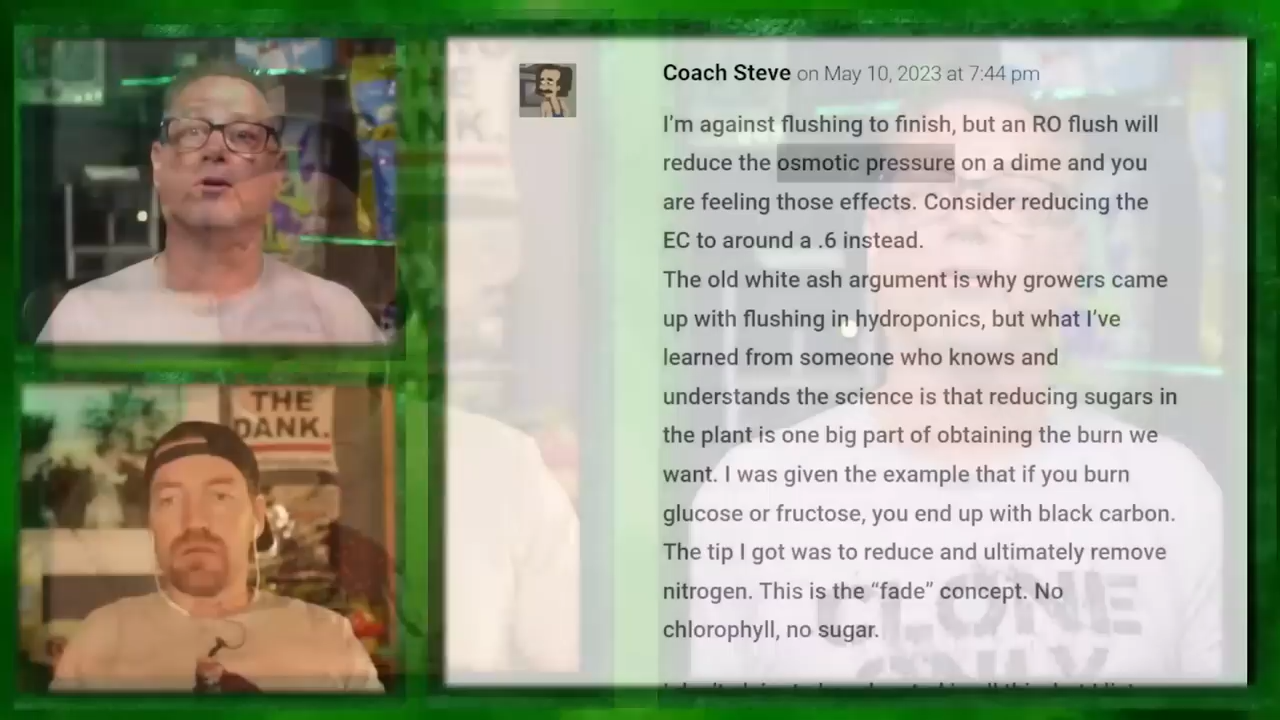 THE
DANK.
Coach Steve on May 10, 2023 at 7:44 pm
I’m against flushing to finish, but an RO flush will
reduce the osmotic pressure on a dime and you
are feeling those effects. Consider reducing the
EC to around a .6 instead.
The old white ash argument is why growers came
up with flushing in hydroponics, but what I’ve
learned from someone who knows and
understands the science is that reducing sugars in
the plant is one big part of obtaining the burn we
want. I was given the example that if you burn
glucose or fructose, you end up with black carbon.
The tip I got was to reduce and ultimately remove
nitrogen. This is the “fade” concept. No
chlorophyll, no sugar.
CLONE
ONLY